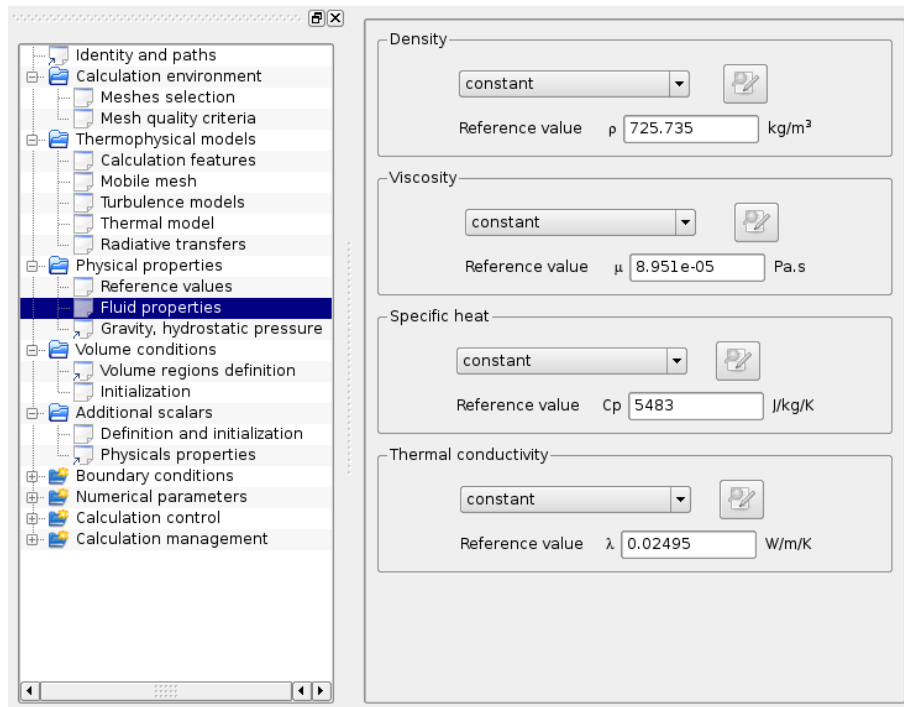 Identity and paths
Calculation environment
Meshes selection
Mesh quality criteria
Thermophysical models
Calculation features
Mobile mesh
Turbulence models
Thermal model
Radiative transfers
Physical properties
Reference values
Fluid properties
Gravity, hydrostatic pressure
Volume conditions
Volume regions definition
Initialization
Additional scalars
Definition and initialization
Physicals properties
Boundary conditions
Numerical parameters
Calculation control
Calculation management
Density
constant
Reference value ρ 725.735 kg/m³
Viscosity
constant
Reference value μ 8.951e-05 Pa.s
Specific heat
constant
Reference value Cp 5483 J/kg/K
Thermal conductivity
constant
Reference value λ 0.02495 W/m/K